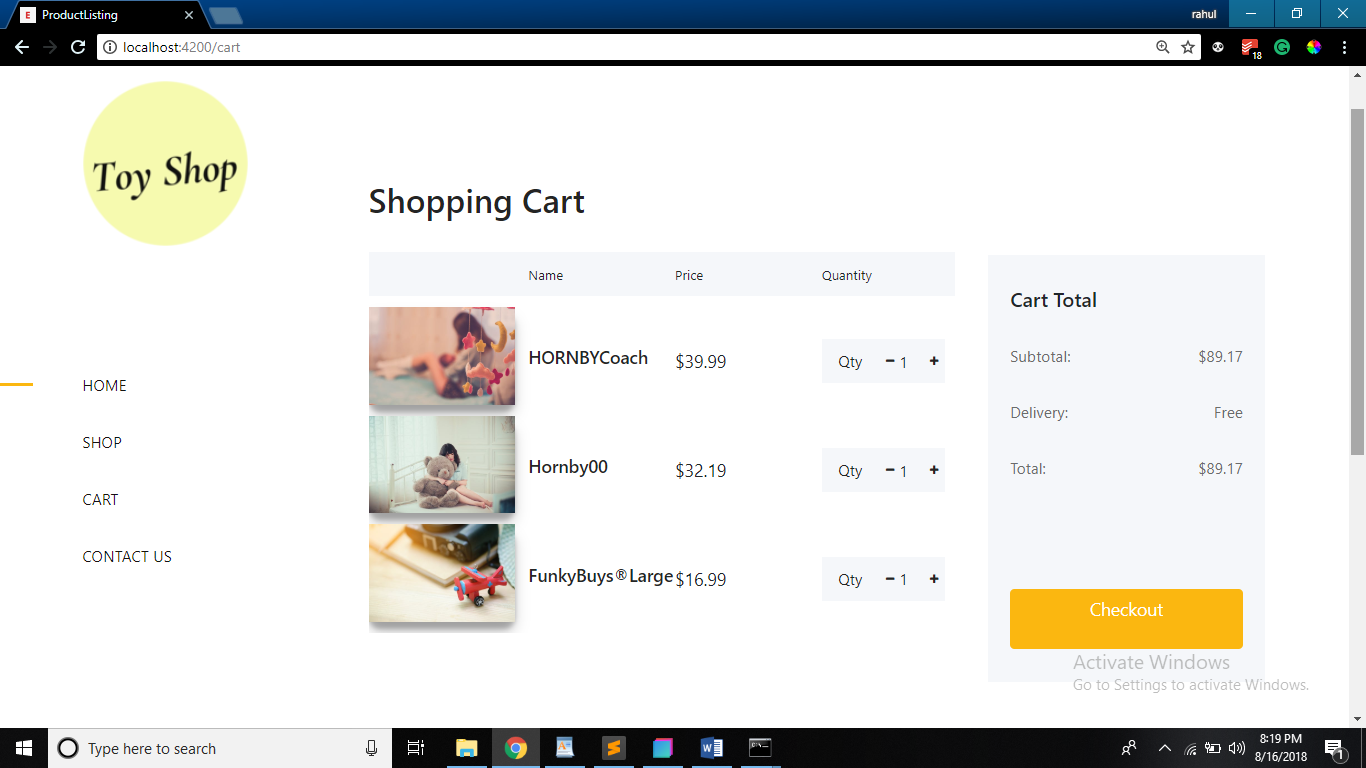 E ProductListing
rahul
localhost:4200/cart
18
Toy Shop
HOME
SHOP
CART
CONTACT US
Shopping Cart
Name Price Quantity
HORNBYCoach $39.99 Qty 1 +
Hornby00 $32.19 Qty 1 +
FunkyBuys®Large $16.99 Qty 1 +
Cart Total
Subtotal: $89.17
Delivery: Free
Total: $89.17
Checkout
Activate Windows
Go to Settings to activate Windows.
Type here to search
8:19 PM
8/16/2018
1